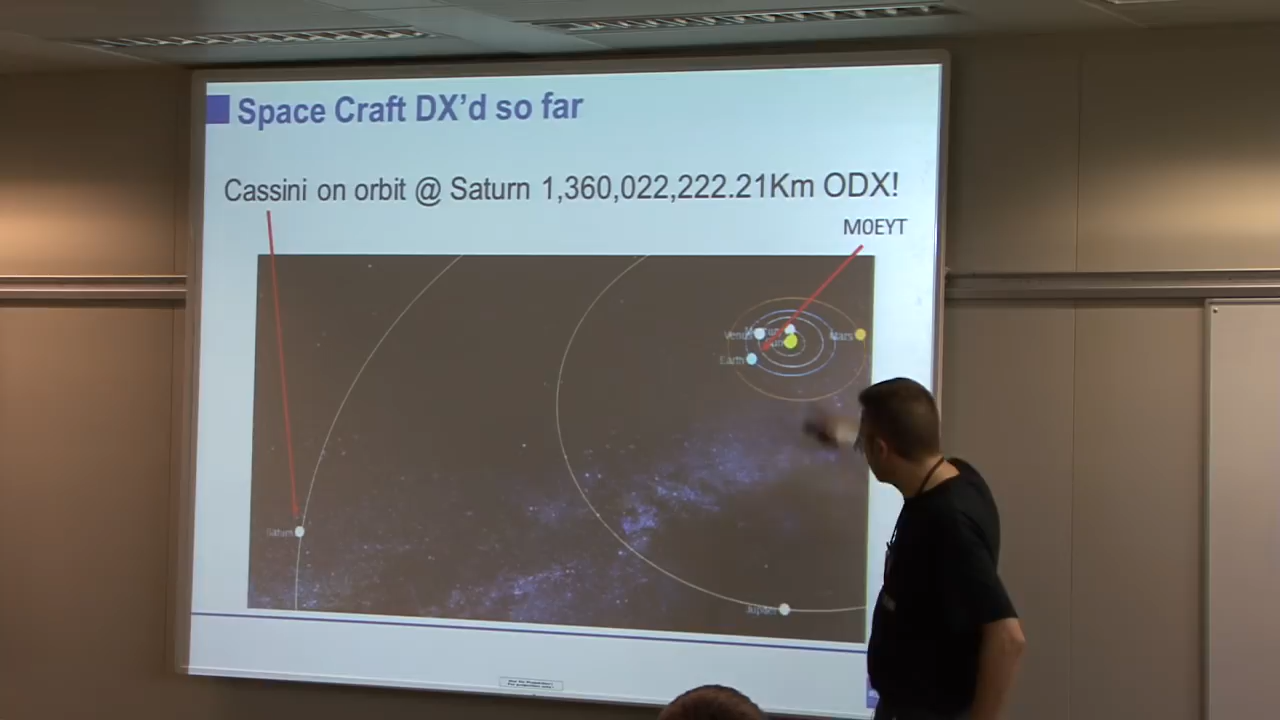 Space Craft DX'd so far
Cassini on orbit @ Saturn 1,360,022,222.21Km ODX!
M0EYT
Venus
Mars
Earth
Saturn
Jupiter